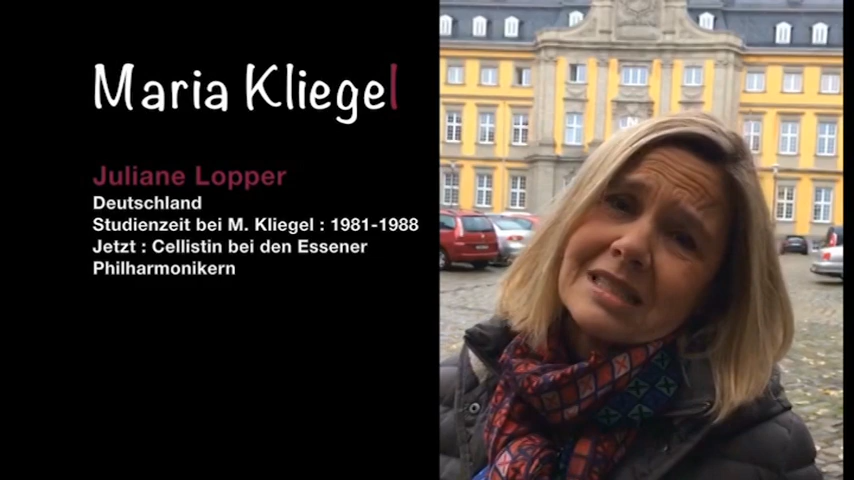 Maria Kliegel
Juliane Lopper
Deutschland
Studienzeit bei M. Kliegel : 1981-1988
Jetzt : Cellistin bei den Essener
Philharmonikern